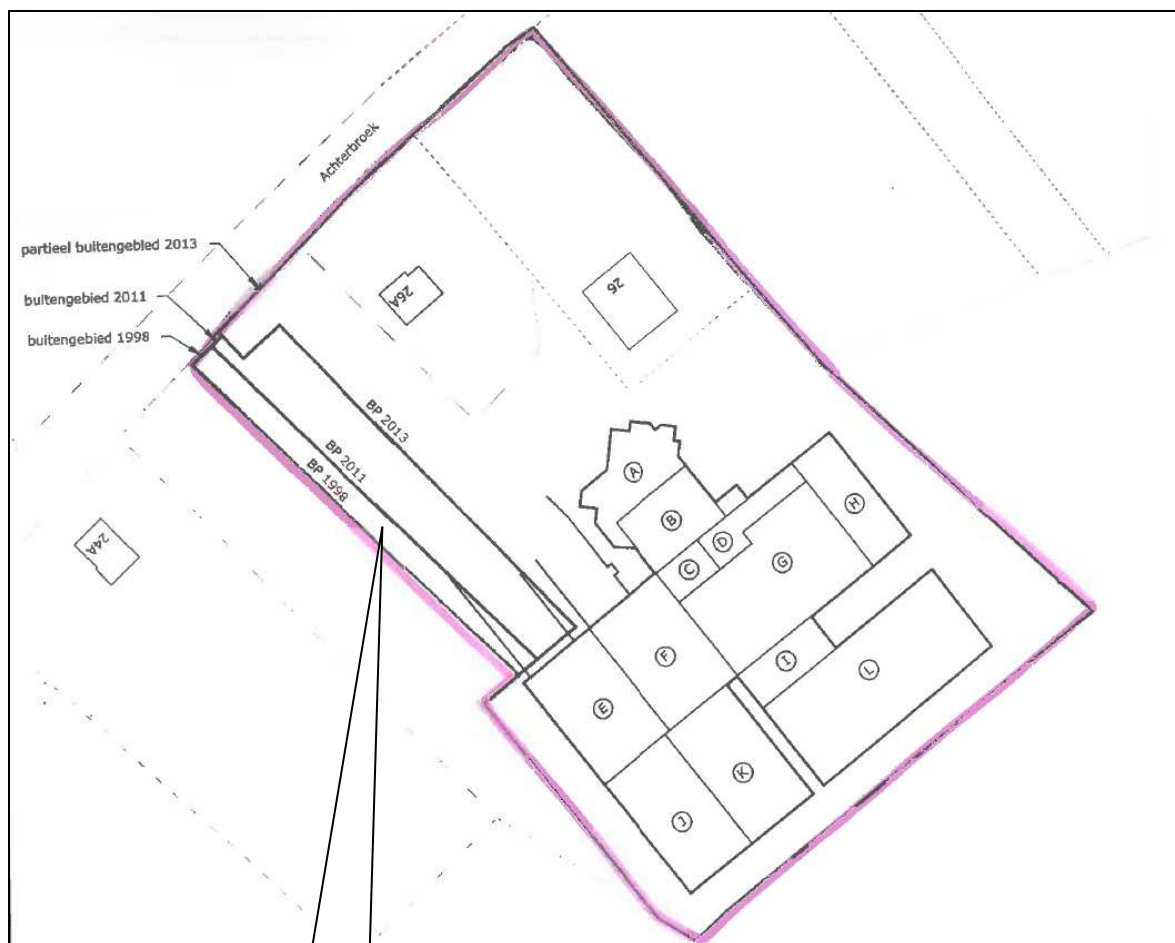 Achterbroek
partieel buitengebied 2013
buitengebied 2011
buitengebied 1998
26A
26
BP 2013
BP 2011
BP 1998
24A
A
B
C
D
H
G
F
I
L
E
K
J